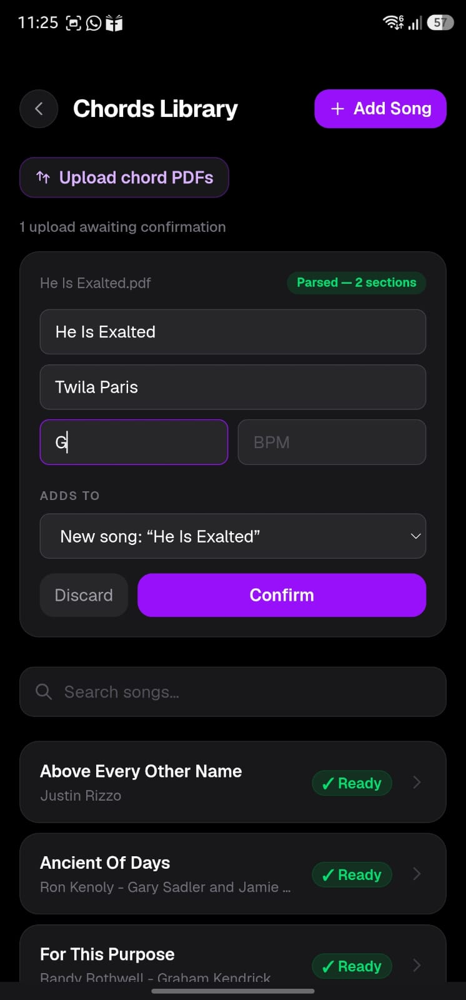 11:25
6
57
Chords Library
+ Add Song
Upload chord PDFs
1 upload awaiting confirmation
He Is Exalted.pdf
Parsed — 2 sections
He Is Exalted
Twila Paris
G
BPM
ADDS TO
New song: “He Is Exalted”
Discard
Confirm
Search songs…
Above Every Other Name
✓ Ready
Justin Rizzo
Ancient Of Days
✓ Ready
Ron Kenoly - Gary Sadler and Jamie ...
For This Purpose
✓ Ready
Randy Rothwell - Graham Kendrick